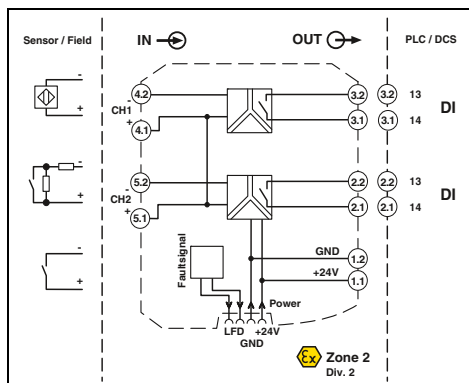 Sensor / Field
IN
OUT
PLC / DCS
-
+
4.2
-
CH1
+
4.1
3.2
3.1
3.2
13
3.1
14
DI
-
+
5.2
-
CH2
+
5.1
2.2
2.1
2.2
13
2.1
14
DI
-
+
Faultsignal
GND
1.2
+24V
1.1
Power
LFD
+24V
GND
Ex
Zone 2
Div. 2